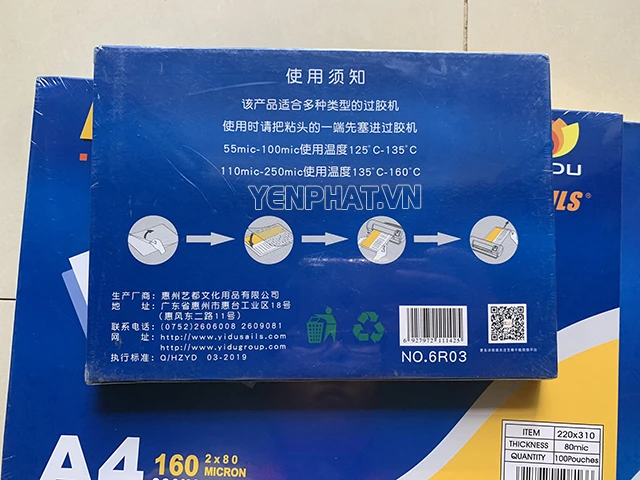 使用须知
该产品适合多种类型的过胶机
使用时请把粘头的一端先塞进过胶机
55mic-100mic使用温度125°C-135°C
110mic-250mic使用温度135°C-160°C
YENPHAT.VN
生产厂商：惠州艺都文化用品有限公司
地　　址：广东省惠州市惠台工业区18号
（惠风东二路11号）
联系电话：(0752)2606008 2609081
网　　址：http://www.yidusails.com
http://www.yidugroup.com
执行标准：Q/HZYD 03-2019
6 927972 111425
NO.6R03
DU
ILS®
A4
160
2x80
MICRON
ITEM 220x310
THICKNESS 80mic
QUANTITY 100Pouches